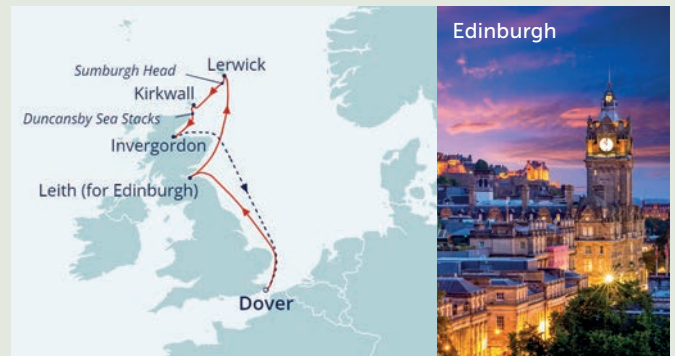 Edinburgh
Lerwick
Sumburgh Head
Kirkwall
Duncansby Sea Stacks
Invergordon
Leith (for Edinburgh)
Dover